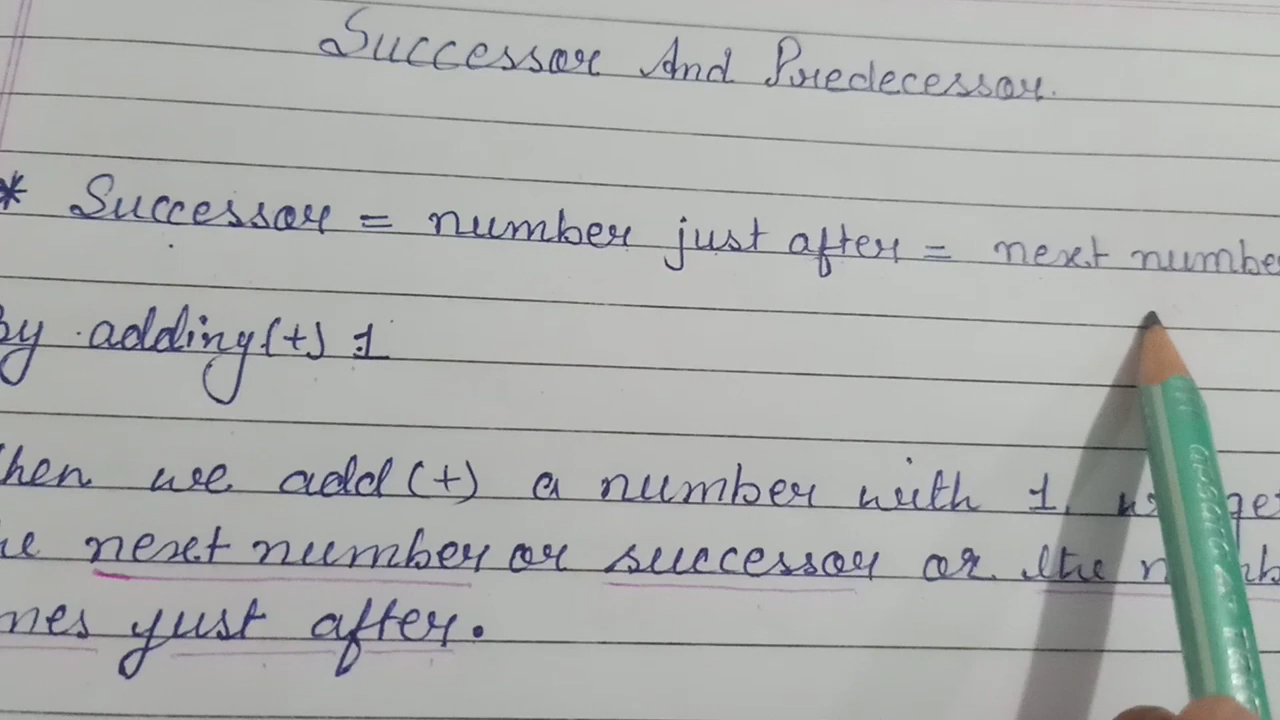 Successor And Predecessor.
* Successor = number just after = next numbe
by adding(+) 1
hen we add (+) a number with 1, ge
next number or successor or the
nes just after.